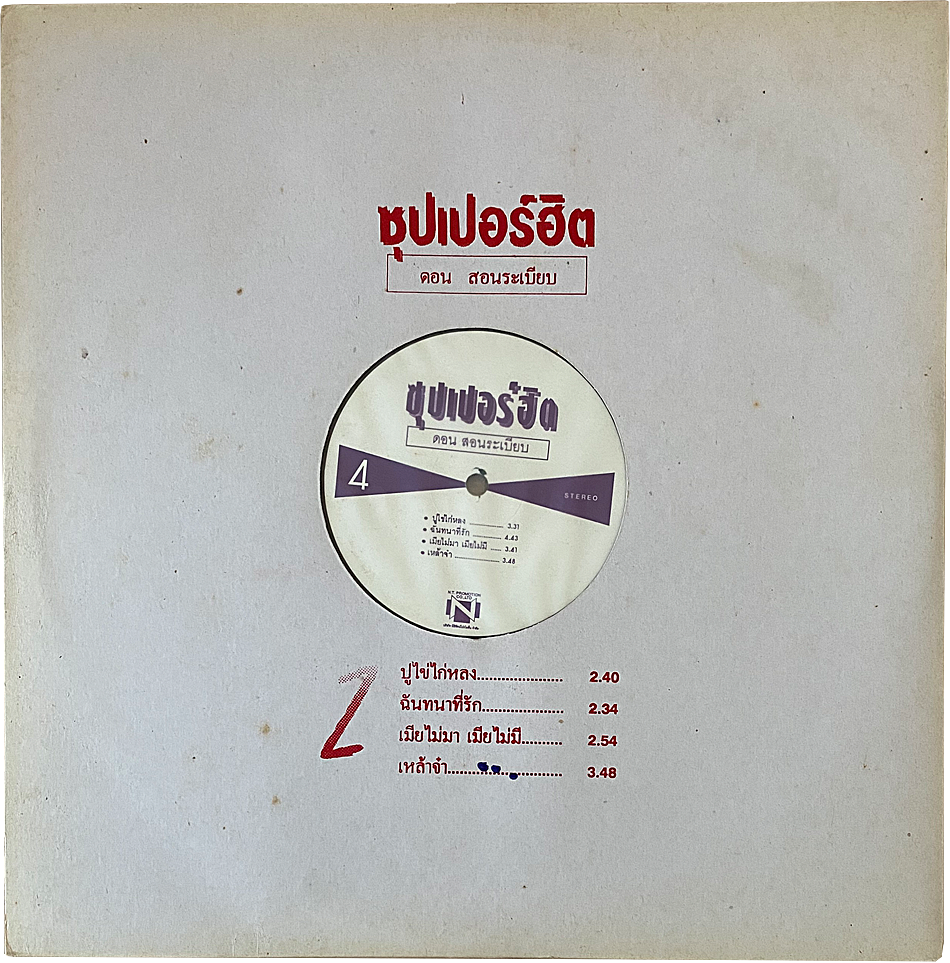 ซุปเปอร์ฮิต
ดอน สอนระเบียบ
ซุปเปอร์ฮิต
ดอน สอนระเบียบ
4
STEREO
• ปูไข่ไก่หลง ............ 3.31
• ฉันทนาที่รัก ............ 4.43
• เมียไม่มา เมียไม่มี ..... 3.41
• เหล้าจ๋า .................. 3.48
N.T. PROMOTION
CO.,LTD
N
2
ปูไข่ไก่หลง...................... 2.40
ฉันทนาที่รัก..................... 2.34
เมียไม่มา เมียไม่มี.......... 2.54
เหล้าจ๋า............................. 3.48